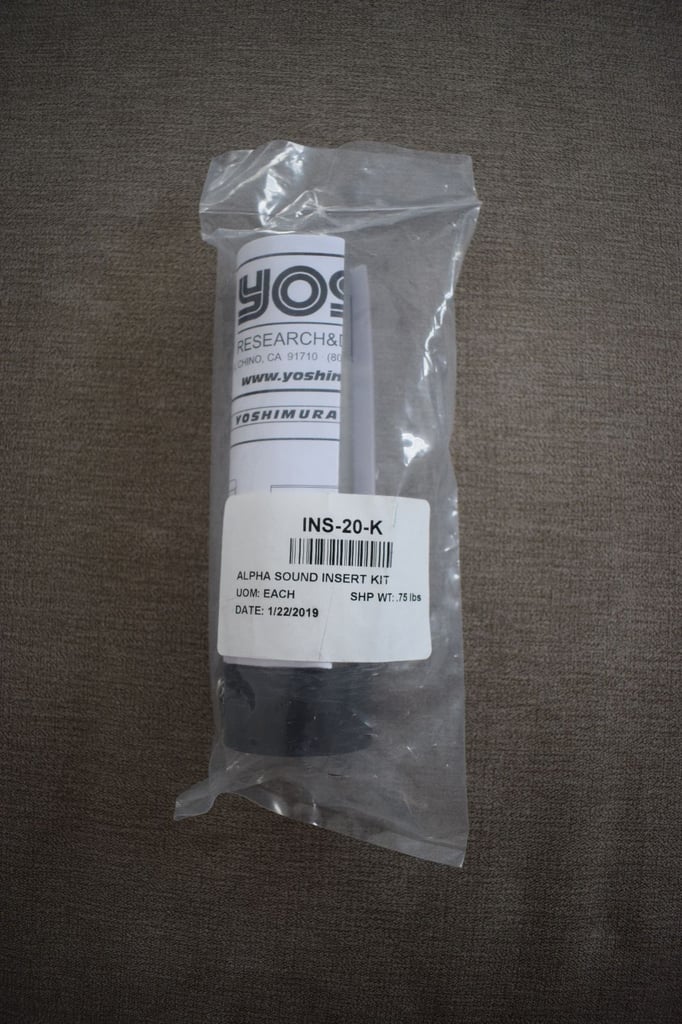 YOS
RESEARCH&D
, CHINO, CA 91710 (80
www.yoshim
YOSHIMURA
INS-20-K
ALPHA SOUND INSERT KIT
UOM: EACH SHP WT: .75 lbs
DATE: 1/22/2019